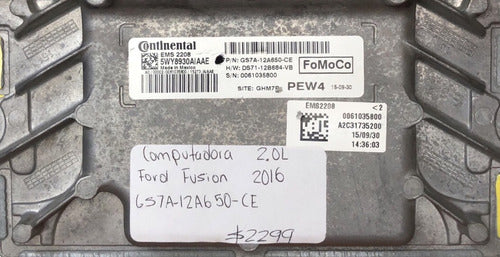 Continental
EMS 2208
5WY8930AIAAE
Made in Mexico
P/N: GS7A-12A650-CE
H/W: DS71-12B684-VB
S/N: 0061035800
FoMoCo
SITE: GHM7B PEW4 15-09-30
EMS2208 <2
0061035800
A2C31735200
15/09/30
14:36:03
Computadora 2.0L
Ford Fusion 2016
GS7A-12A650-CE
$2299